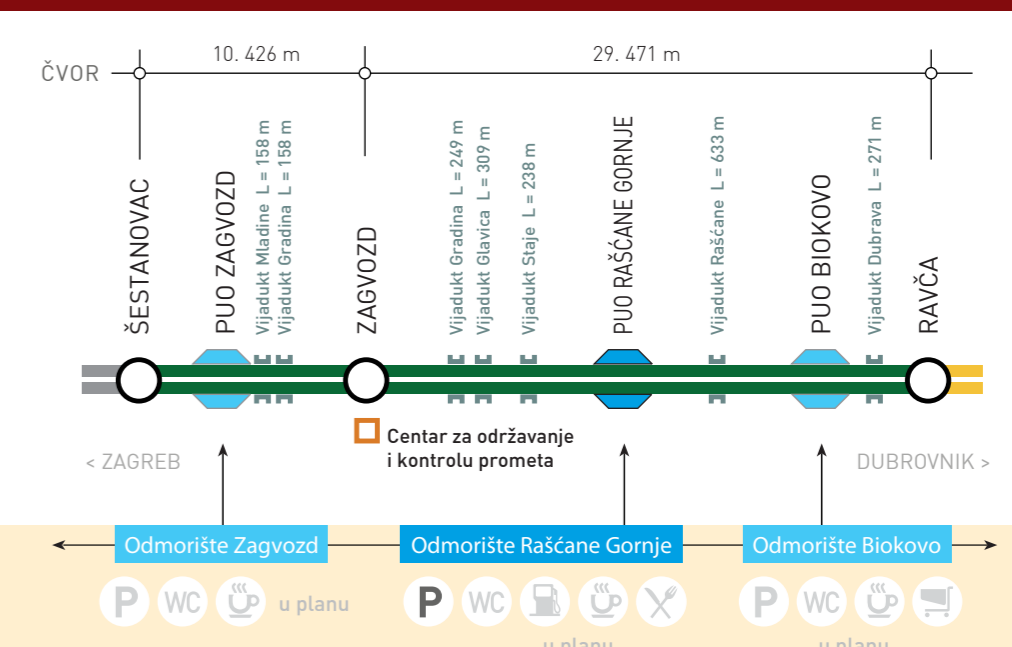 10. 426 m
29. 471 m
ČVOR
ŠESTANOVAC
PUO ZAGVOZD
Vijadukt Mladine L = 158 m
Vijadukt Gradina L = 158 m
ZAGVOZD
Vijadukt Gradina L = 249 m
Vijadukt Glavica L = 309 m
Vijadukt Staje L = 238 m
PUO RAŠĆANE GORNJE
Vijadukt Rašćane L = 633 m
PUO BIOKOVO
Vijadukt Dubrava L = 271 m
RAVČA
Centar za održavanje
i kontrolu prometa
< ZAGREB
DUBROVNIK >
Odmorište Zagvozd
Odmorište Rašćane Gornje
Odmorište Biokovo
P WC u planu
P WC
P WC
u planu
u planu